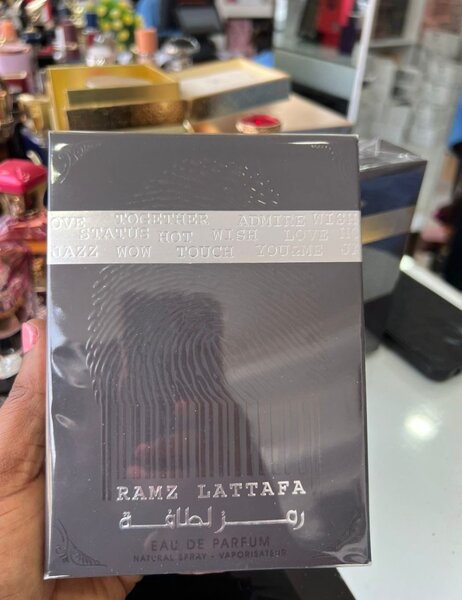 OVE TOGETHER ADMIRE WISH
STATUS HOT WISH LOVE
JAZZ WOW TOUCH YOU&ME JA
RAMZ LATTAFA
رمز لطافة
EAU DE PARFUM
NATURAL SPRAY - VAPORISATEUR